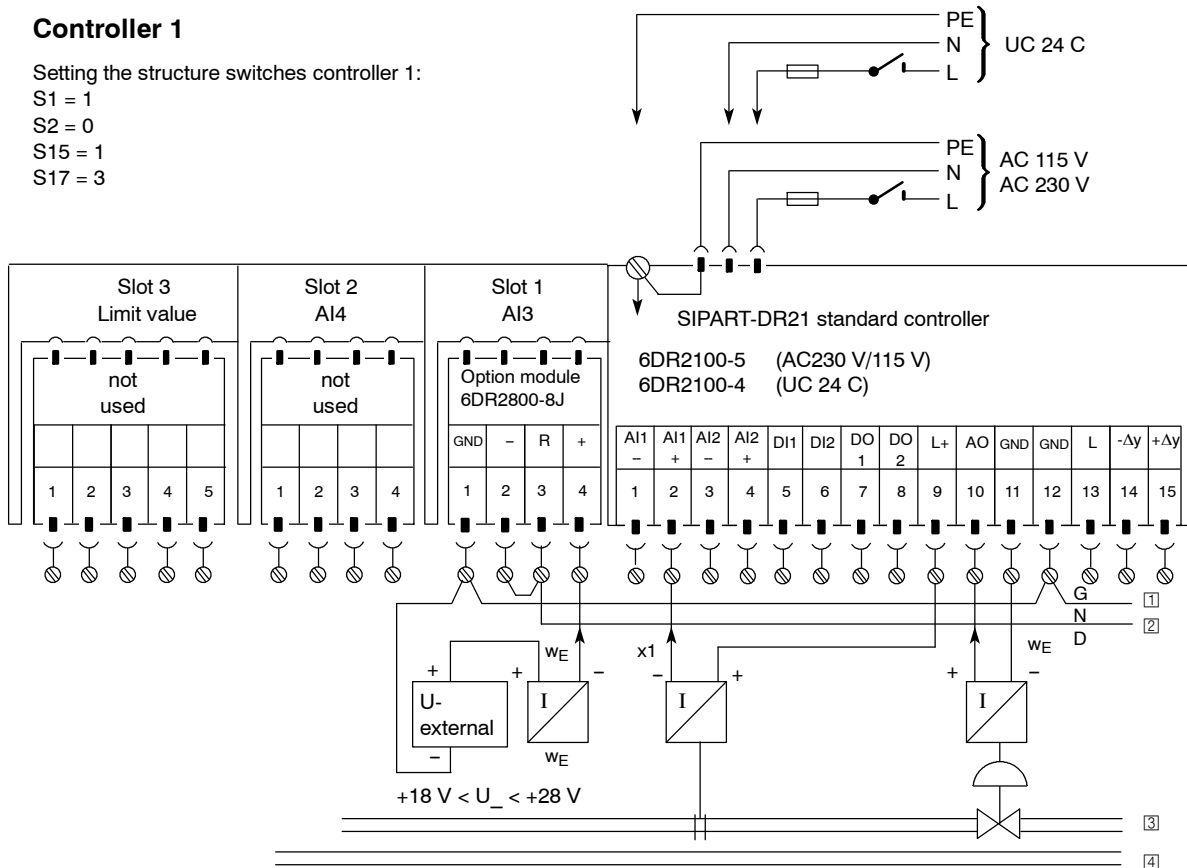 Controller 1
Setting the structure switches controller 1:
S1 = 1
S2 = 0
S15 = 1
S17 = 3
PE
N
L
UC 24 C
PE
N
L
AC 115 V
AC 230 V
Slot 3
Limit value
not
used
1 2 3 4 5
Slot 2
AI4
not
used
1 2 3 4
Slot 1
AI3
Option module
6DR2800-8J
GND – R +
1 2 3 4
SIPART-DR21 standard controller
6DR2100-5 (AC230 V/115 V)
6DR2100-4 (UC 24 C)
AI1 – AI1 + AI2 – AI2 + DI1 DI2 DO 1 DO 2 L+ AO GND GND L -Δy +Δy
1 2 3 4 5 6 7 8 9 10 11 12 13 14 15
G
N
D
1
2
wE
x1
wE
+
U-
external
–
+
I
–
wE
–
I
+
+
I
–
+18 V < U_ < +28 V
3
4